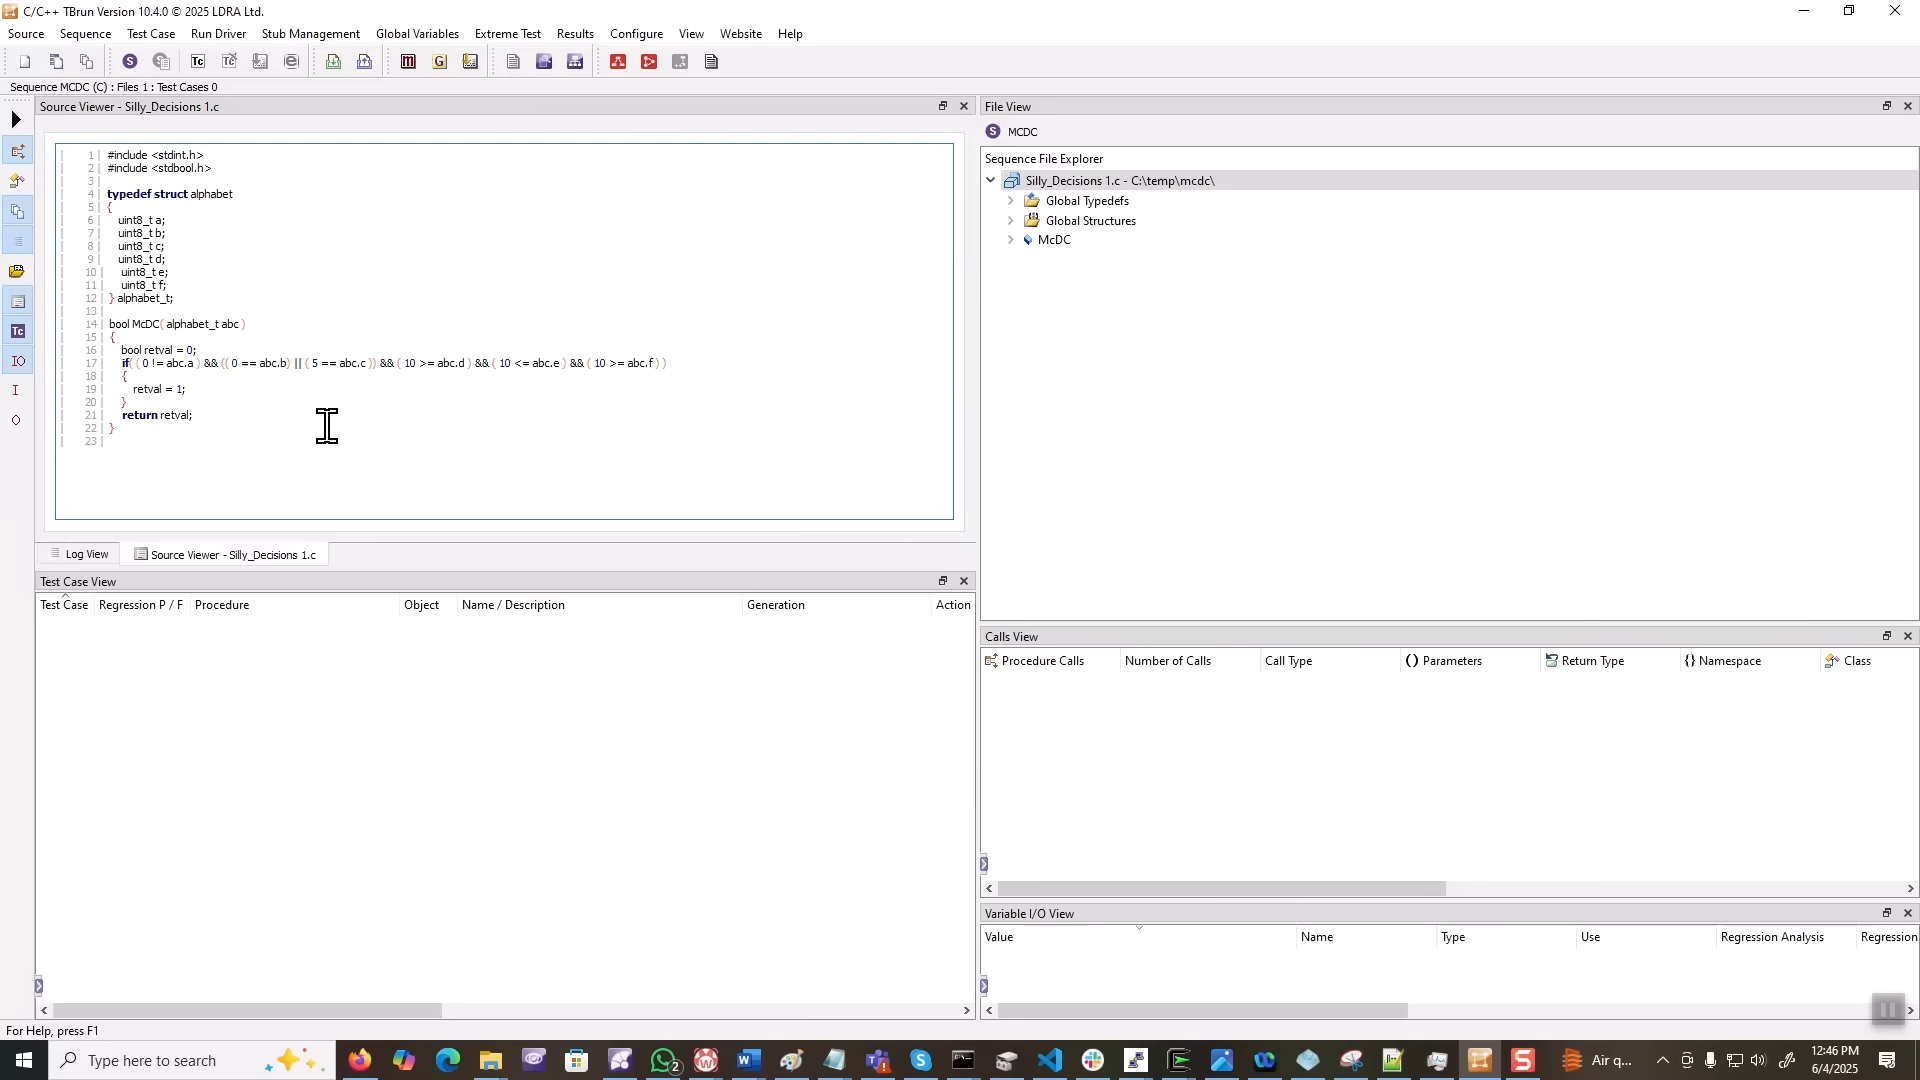 C/C++ TBrun Version 10.4.0 © 2025 LDRA Ltd.
Source Sequence Test Case Run Driver Stub Management Global Variables Extreme Test Results Configure View Website Help
Sequence MCDC (C) : Files 1 : Test Cases 0
Source Viewer - Silly_Decisions 1.c
1 #include <stdint.h>
2 #include <stdbool.h>
3
4 typedef struct alphabet
5 {
6 uint8_t a;
7 uint8_t b;
8 uint8_t c;
9 uint8_t d;
10 uint8_t e;
11 uint8_t f;
12 } alphabet_t;
13
14 bool McDC( alphabet_t abc )
15 {
16 bool retval = 0;
17 if( ( 0 != abc.a ) && (( 0 == abc.b) || ( 5 == abc.c )) && ( 10 >= abc.d ) && ( 10 <= abc.e ) && ( 10 >= abc.f ) )
18 {
19 retval = 1;
20 }
21 return retval;
22 }
23
Log View Source Viewer - Silly_Decisions 1.c
Test Case View
Test Case Regression P / F Procedure Object Name / Description Generation Action
File View
S MCDC
Sequence File Explorer
Silly_Decisions 1.c - C:\temp\mcdc\
Global Typedefs
Global Structures
McDC
Calls View
Procedure Calls Number of Calls Call Type () Parameters Return Type {} Namespace Class
Variable I/O View
Value Name Type Use Regression Analysis Regression
For Help, press F1
Type here to search
Air q...
12:46 PM
6/4/2025